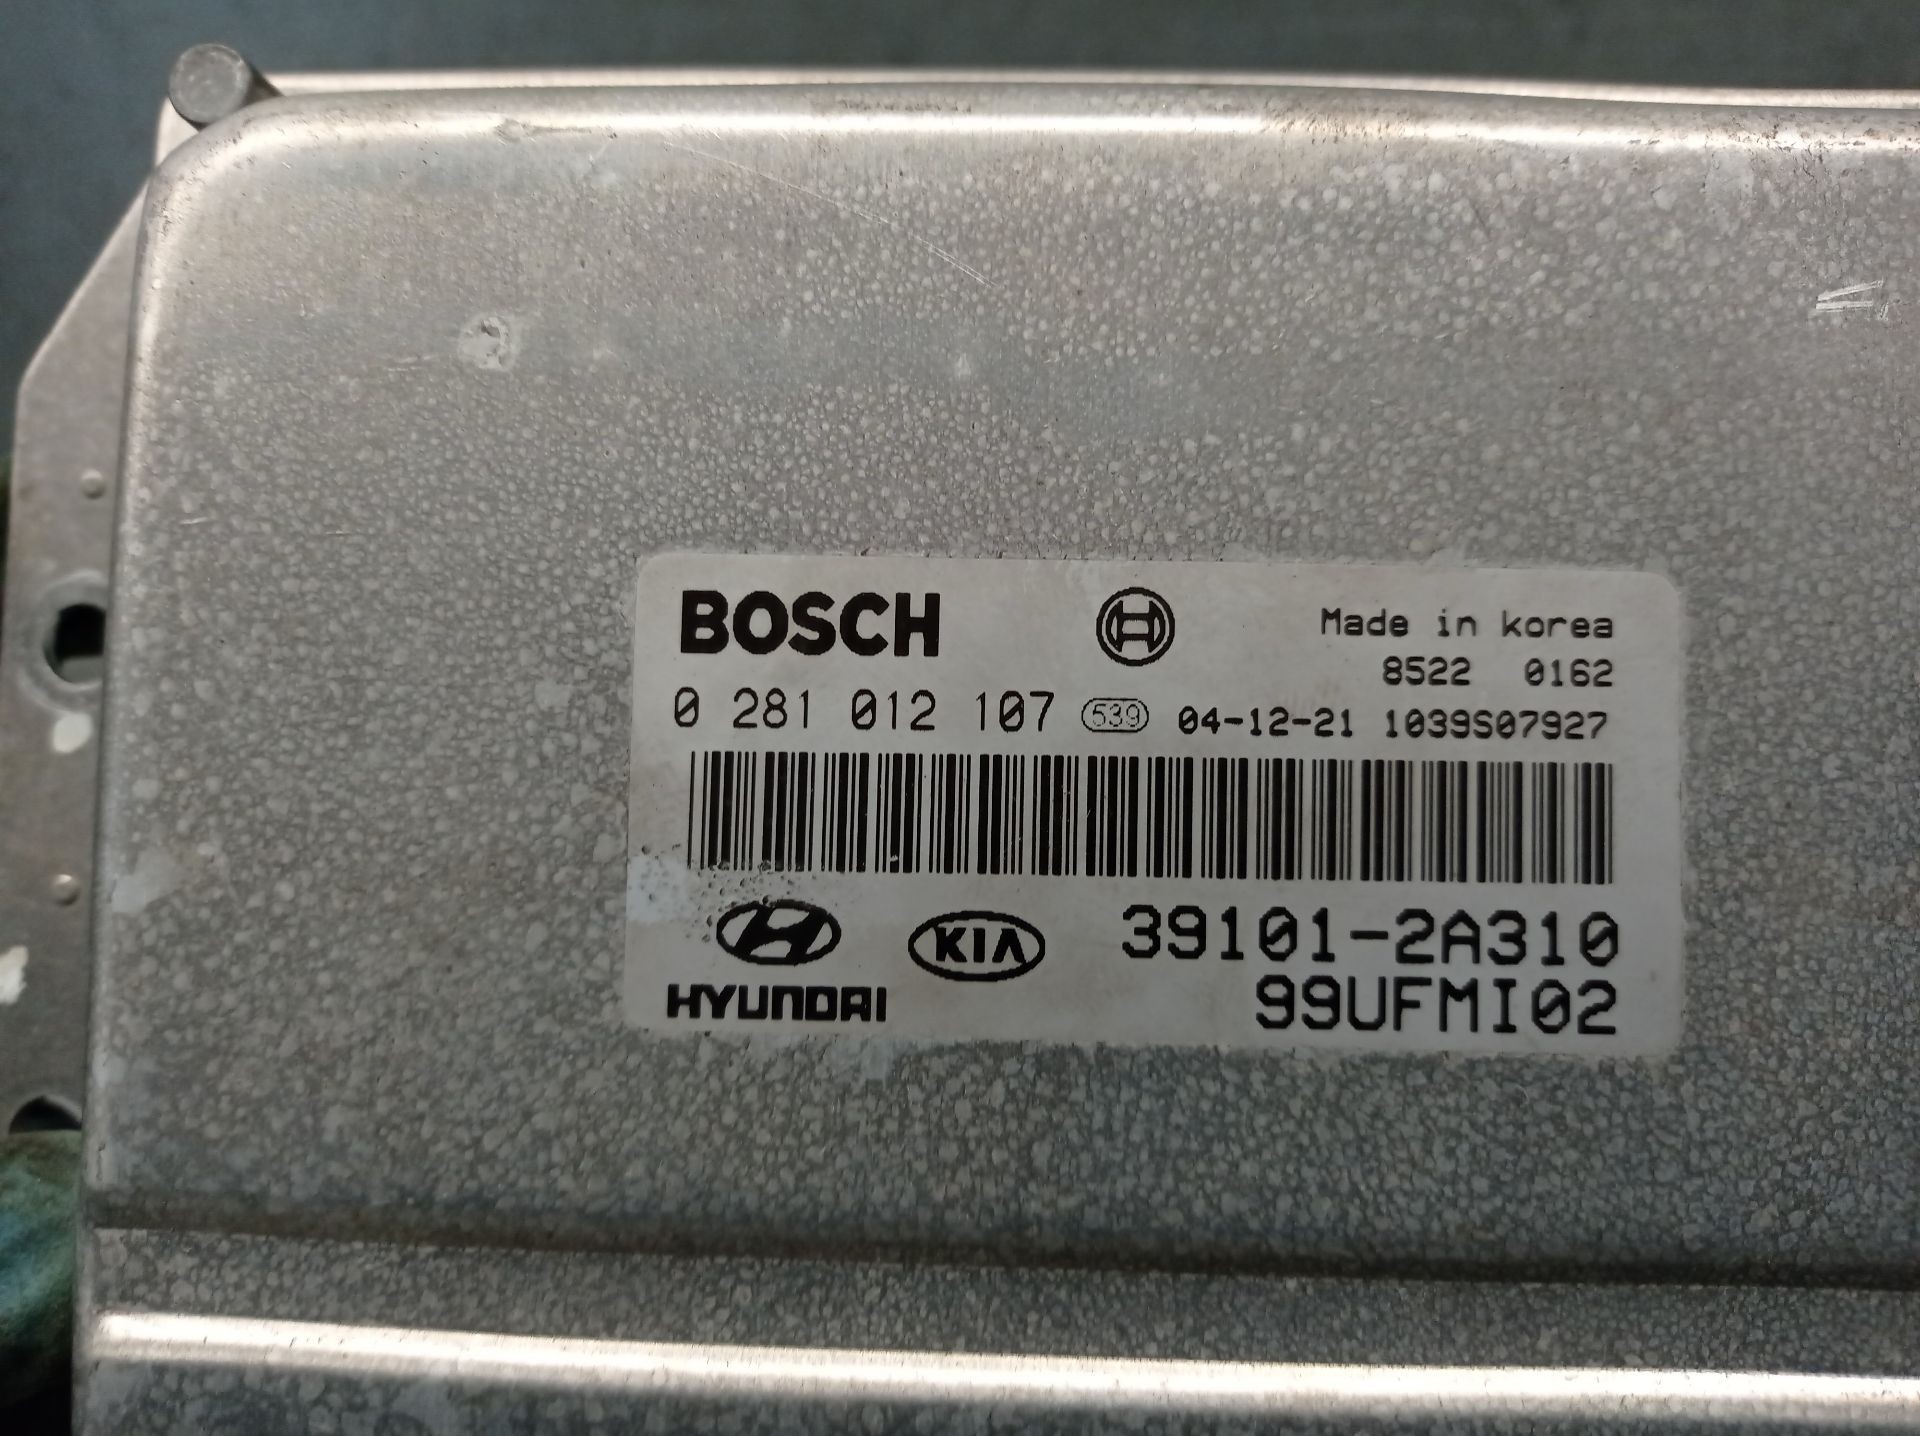 BOSCH
Made in korea
8522 0162
0 281 012 107 539 04-12-21 1039S07927
HYUNDAI
KIA
39101-2A310
99UFMI02